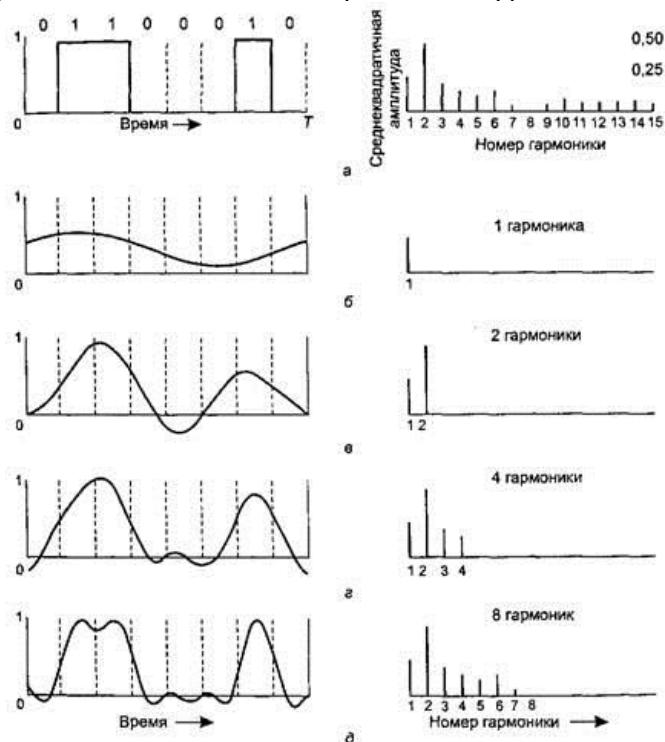 0 1 1 0 0 0 1 0
1
0
Время
T
Среднеквадратичная
амплитуда
0,50
0,25
1 2 3 4 5 6 7 8 9 10 11 12 13 14 15
Номер гармоники
а
1
0
1 гармоника
1
б
1
0
2 гармоники
1 2
в
1
0
4 гармоники
1 2 3 4
г
1
0
Время
8 гармоник
1 2 3 4 5 6 7 8
Номер гармоники
д